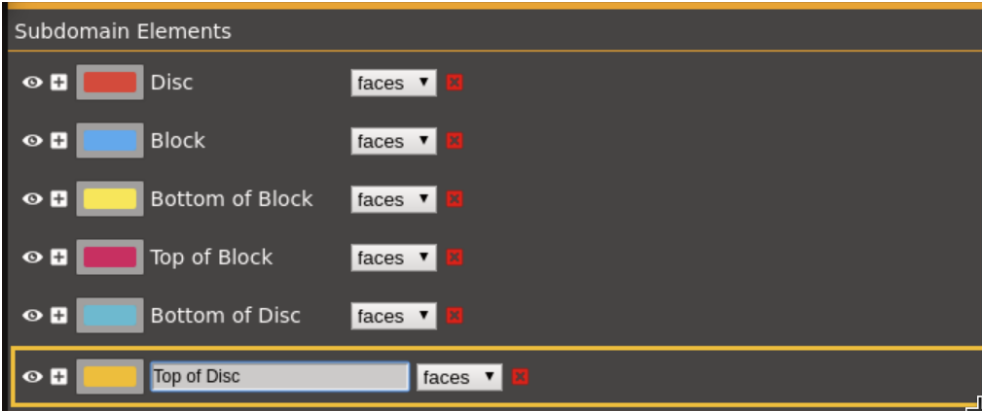 Subdomain Elements
Disc faces
Block faces
Bottom of Block faces
Top of Block faces
Bottom of Disc faces
Top of Disc faces